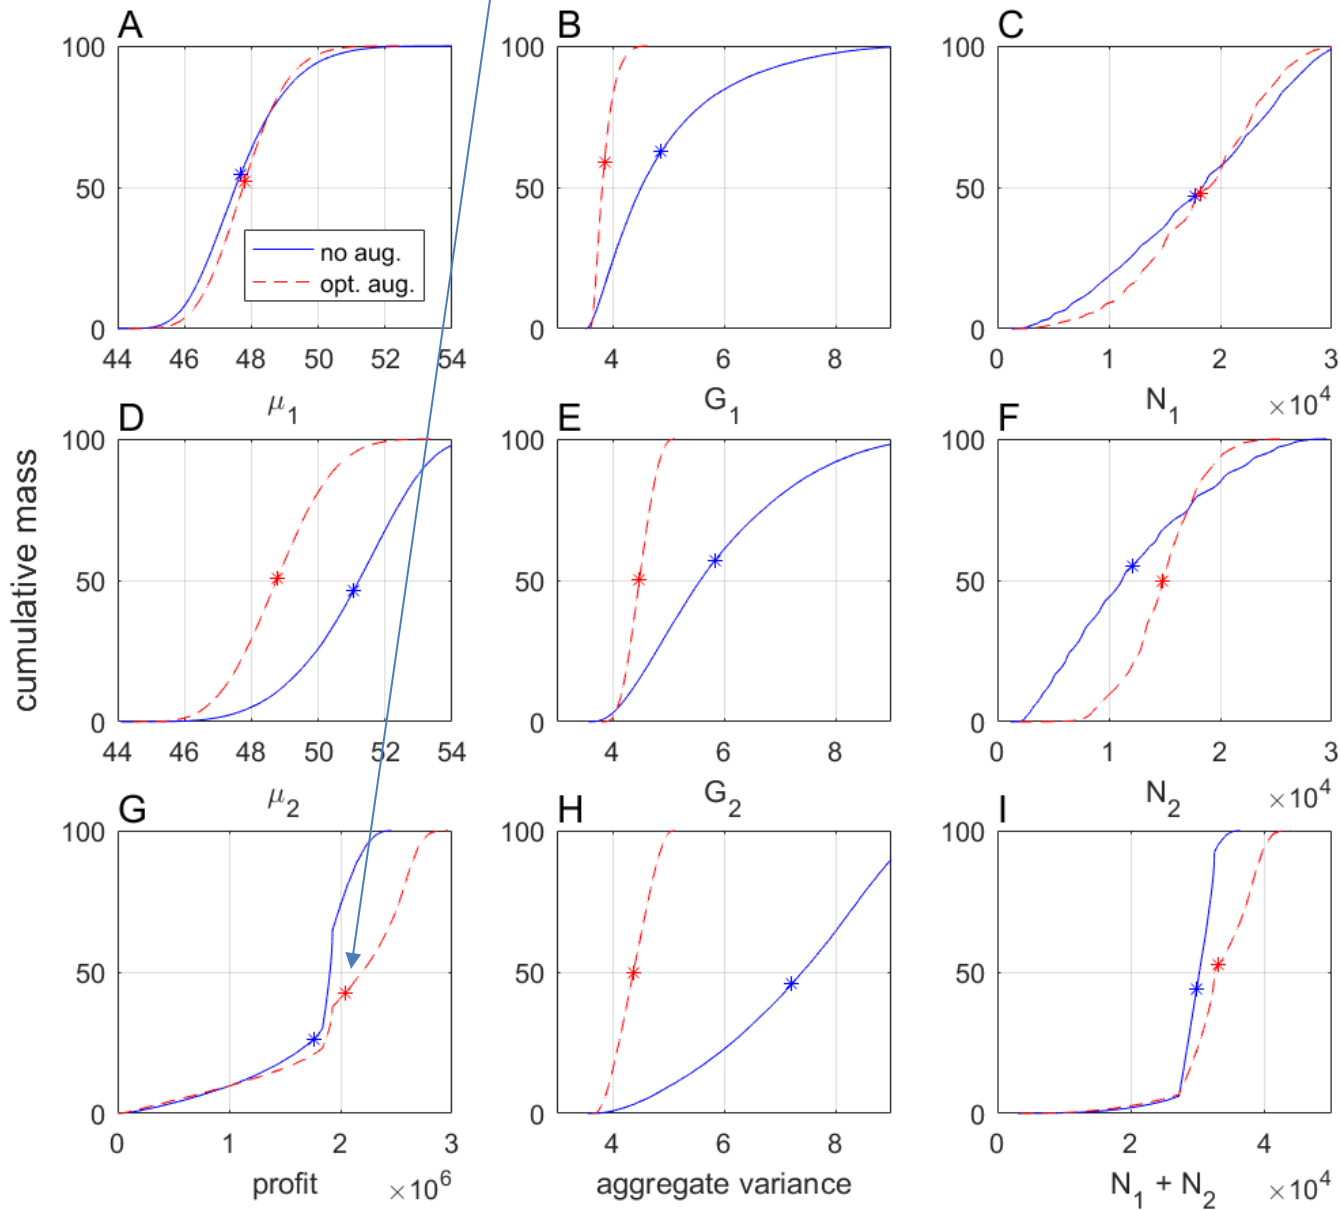 A B C
100 100 100
50 50 50
no aug.
opt. aug.
0 0 0
44 46 48 50 52 54 4 6 8 0 1 2 3
μ1 G1 N1 ×10^4
D E F
100 100 100
cumulative mass
50 50 50
0 0 0
44 46 48 50 52 54 4 6 8 0 1 2 3
μ2 G2 N2 ×10^4
G H I
100 100 100
50 50 50
0 0 0
0 1 2 3 4 6 8 0 2 4
profit ×10^6 aggregate variance N1 + N2 ×10^4